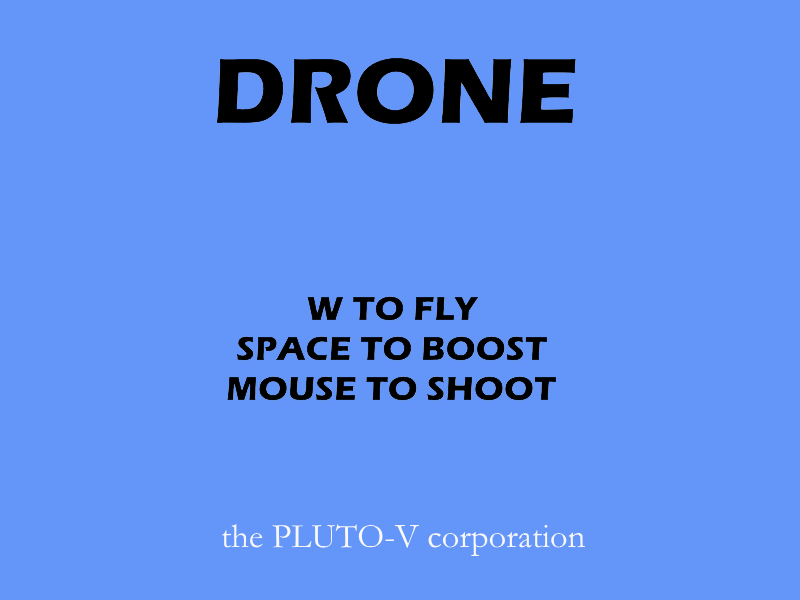 DRONE
W TO FLY
SPACE TO BOOST
MOUSE TO SHOOT
the PLUTO-V corporation